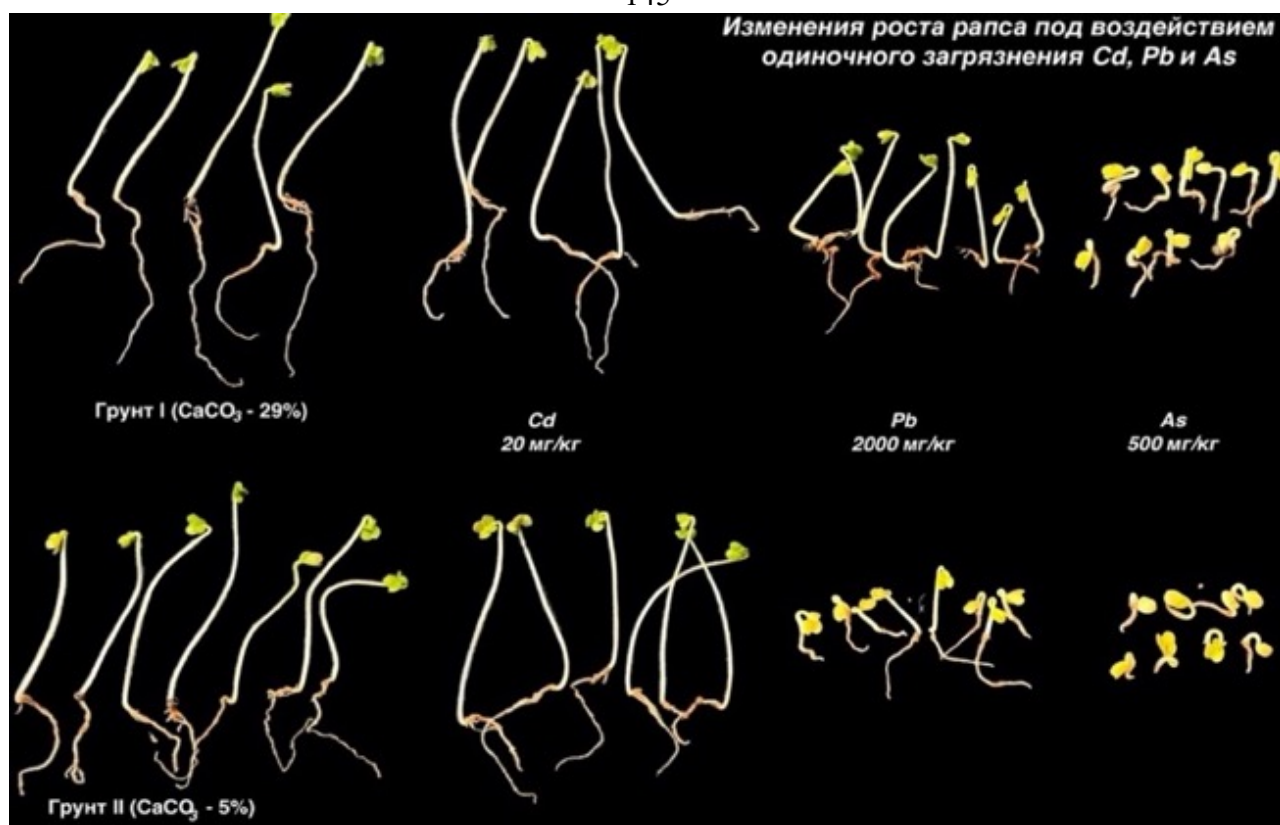 Изменения роста рапса под воздействием
одиночного загрязнения Cd, Pb и As
Грунт I (CaCO₃ - 29%)
Cd
20 мг/кг
Pb
2000 мг/кг
As
500 мг/кг
Грунт II (CaCO₃ - 5%)